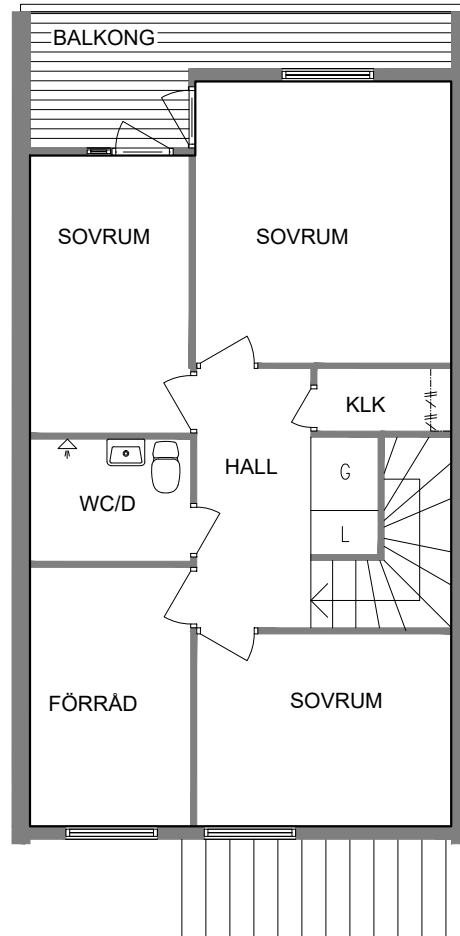 BALKONG
SOVRUM
SOVRUM
KLK
HALL
G
WC/D
L
FÖRRÅD
SOVRUM